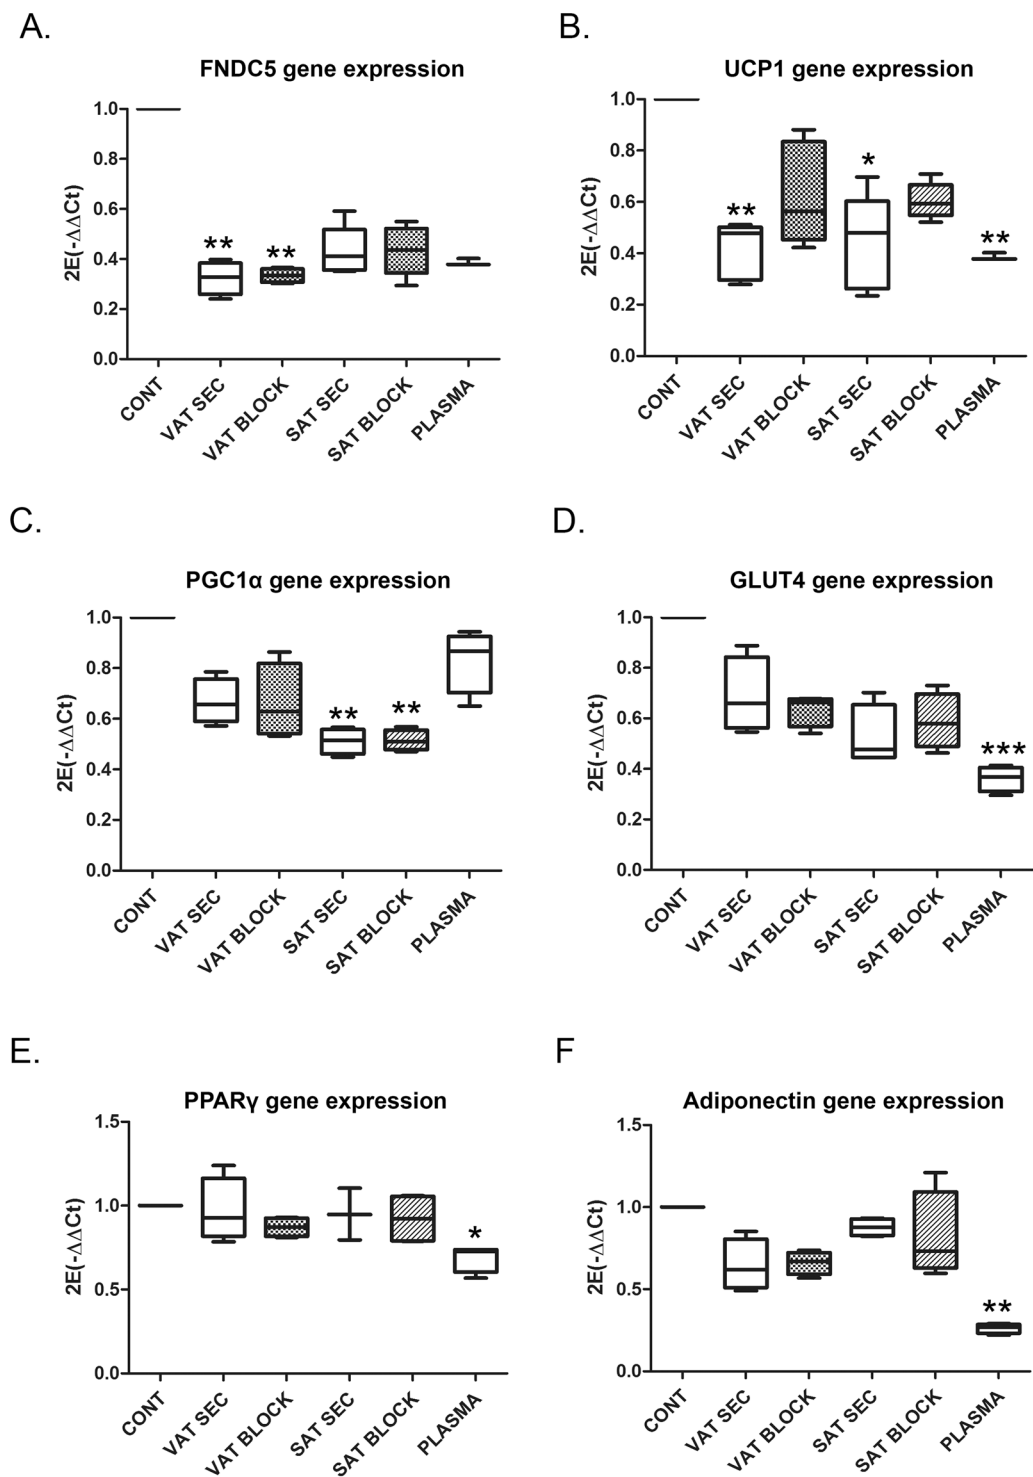 A.
FNDC5 gene expression
2E(-ΔΔCt)
1.0
0.8
0.6
0.4
0.2
0.0
**
**
CONT
VAT SEC
VAT BLOCK
SAT SEC
SAT BLOCK
PLASMA
B.
UCP1 gene expression
2E(-ΔΔCt)
1.0
0.8
0.6
0.4
0.2
0.0
**
*
**
CONT
VAT SEC
VAT BLOCK
SAT SEC
SAT BLOCK
PLASMA
C.
PGC1α gene expression
2E(-ΔΔCt)
1.0
0.8
0.6
0.4
0.2
0.0
**
**
CONT
VAT SEC
VAT BLOCK
SAT SEC
SAT BLOCK
PLASMA
D.
GLUT4 gene expression
2E(-ΔΔCt)
1.0
0.8
0.6
0.4
0.2
0.0
***
CONT
VAT SEC
VAT BLOCK
SAT SEC
SAT BLOCK
PLASMA
E.
PPARγ gene expression
2E(-ΔΔCt)
1.5
1.0
0.5
0.0
*
CONT
VAT SEC
VAT BLOCK
SAT SEC
SAT BLOCK
PLASMA
F
Adiponectin gene expression
2E(-ΔΔCt)
1.5
1.0
0.5
0.0
**
CONT
VAT SEC
VAT BLOCK
SAT SEC
SAT BLOCK
PLASMA